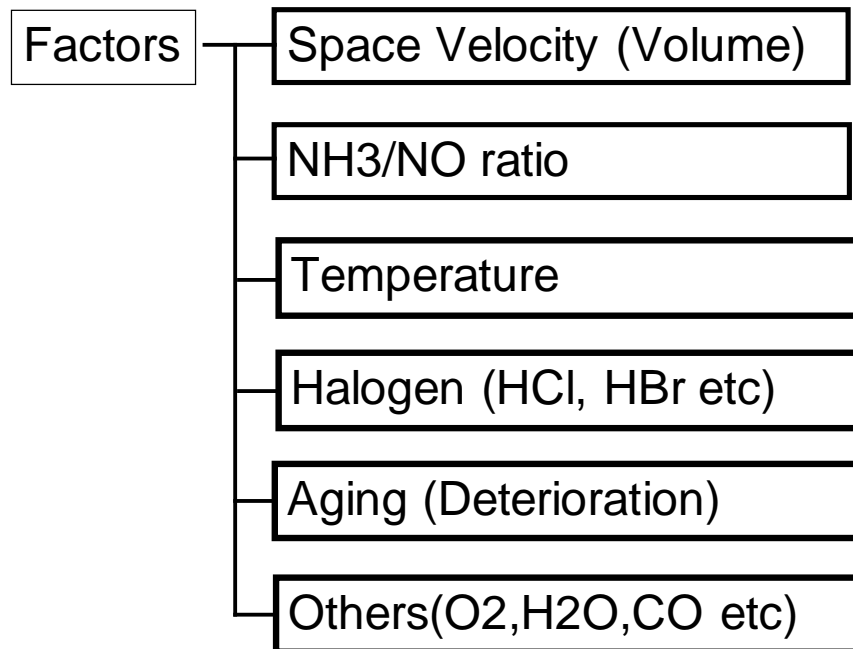 Factors
Space Velocity (Volume)
NH3/NO ratio
Temperature
Halogen (HCl, HBr etc)
Aging (Deterioration)
Others(O2,H2O,CO etc)